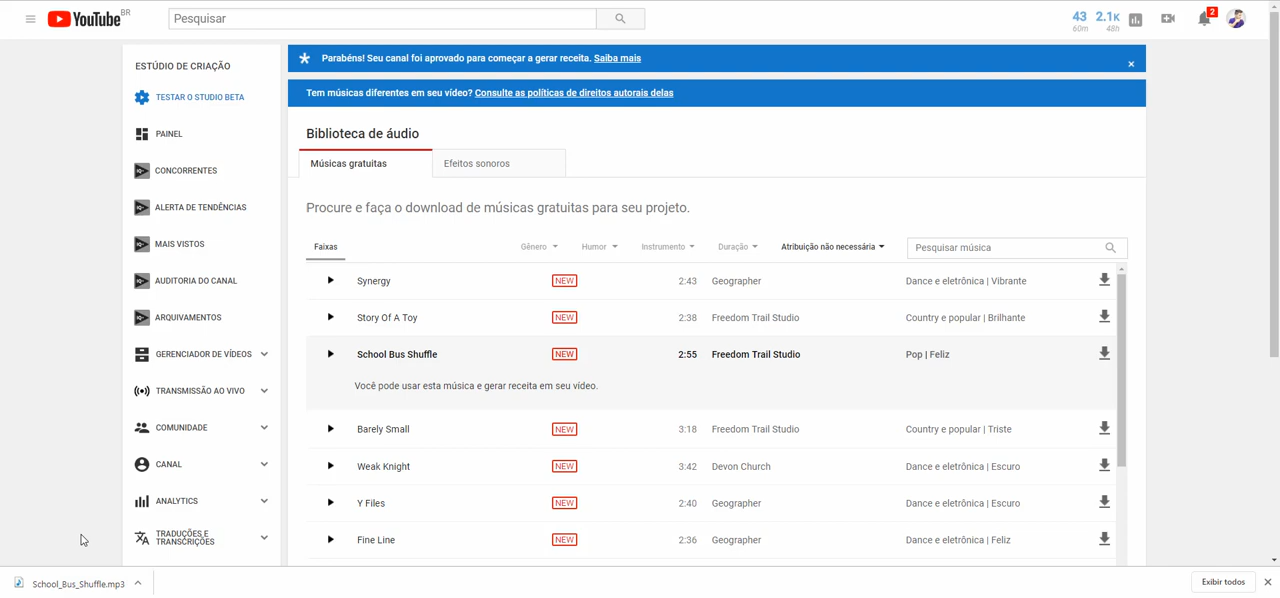 YouTube BR
Pesquisar
43 60m
2.1K 48h
2
ESTÚDIO DE CRIAÇÃO
TESTAR O STUDIO BETA
PAINEL
CONCORRENTES
ALERTA DE TENDÊNCIAS
MAIS VISTOS
AUDITORIA DO CANAL
ARQUIVAMENTOS
GERENCIADOR DE VÍDEOS
TRANSMISSÃO AO VIVO
COMUNIDADE
CANAL
ANALYTICS
TRADUÇÕES E
TRANSCRIÇÕES
Parabéns! Seu canal foi aprovado para começar a gerar receita. Saiba mais
Tem músicas diferentes em seu vídeo? Consulte as políticas de direitos autorais delas
Biblioteca de áudio
Músicas gratuitas Efeitos sonoros
Procure e faça o download de músicas gratuitas para seu projeto.
Faixas Gênero Humor Instrumento Duração Atribuição não necessária Pesquisar música
Synergy NEW 2:43 Geographer Dance e eletrônica | Vibrante
Story Of A Toy NEW 2:38 Freedom Trail Studio Country e popular | Brilhante
School Bus Shuffle NEW 2:55 Freedom Trail Studio Pop | Feliz
Você pode usar esta música e gerar receita em seu vídeo.
Barely Small NEW 3:18 Freedom Trail Studio Country e popular | Triste
Weak Knight NEW 3:42 Devon Church Dance e eletrônica | Escuro
Y Files NEW 2:40 Geographer Dance e eletrônica | Escuro
Fine Line NEW 2:36 Geographer Dance e eletrônica | Feliz
School_Bus_Shuffle.mp3
Exibir todos